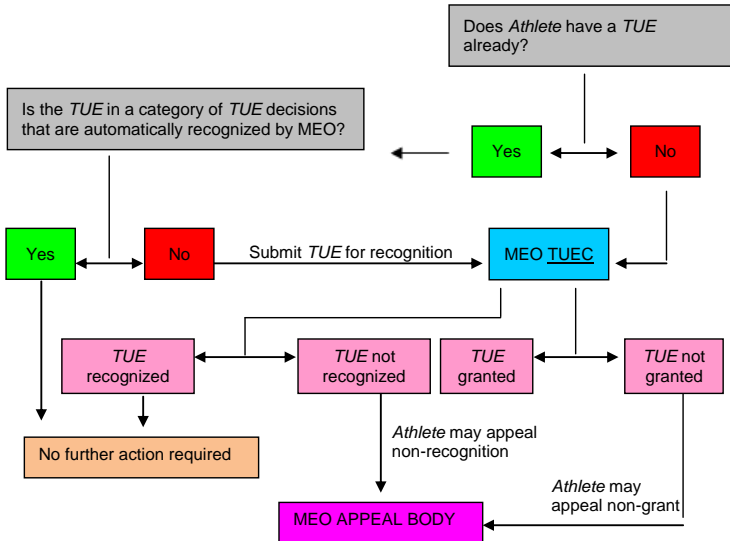 Does Athlete have a TUE
already?
Is the TUE in a category of TUE decisions
that are automatically recognized by MEO?
Yes
No
Yes
No
Submit TUE for recognition
MEO TUEC
TUE
recognized
TUE not
recognized
TUE
granted
TUE not
granted
No further action required
Athlete may appeal
non-recognition
Athlete may
appeal non-grant
MEO APPEAL BODY